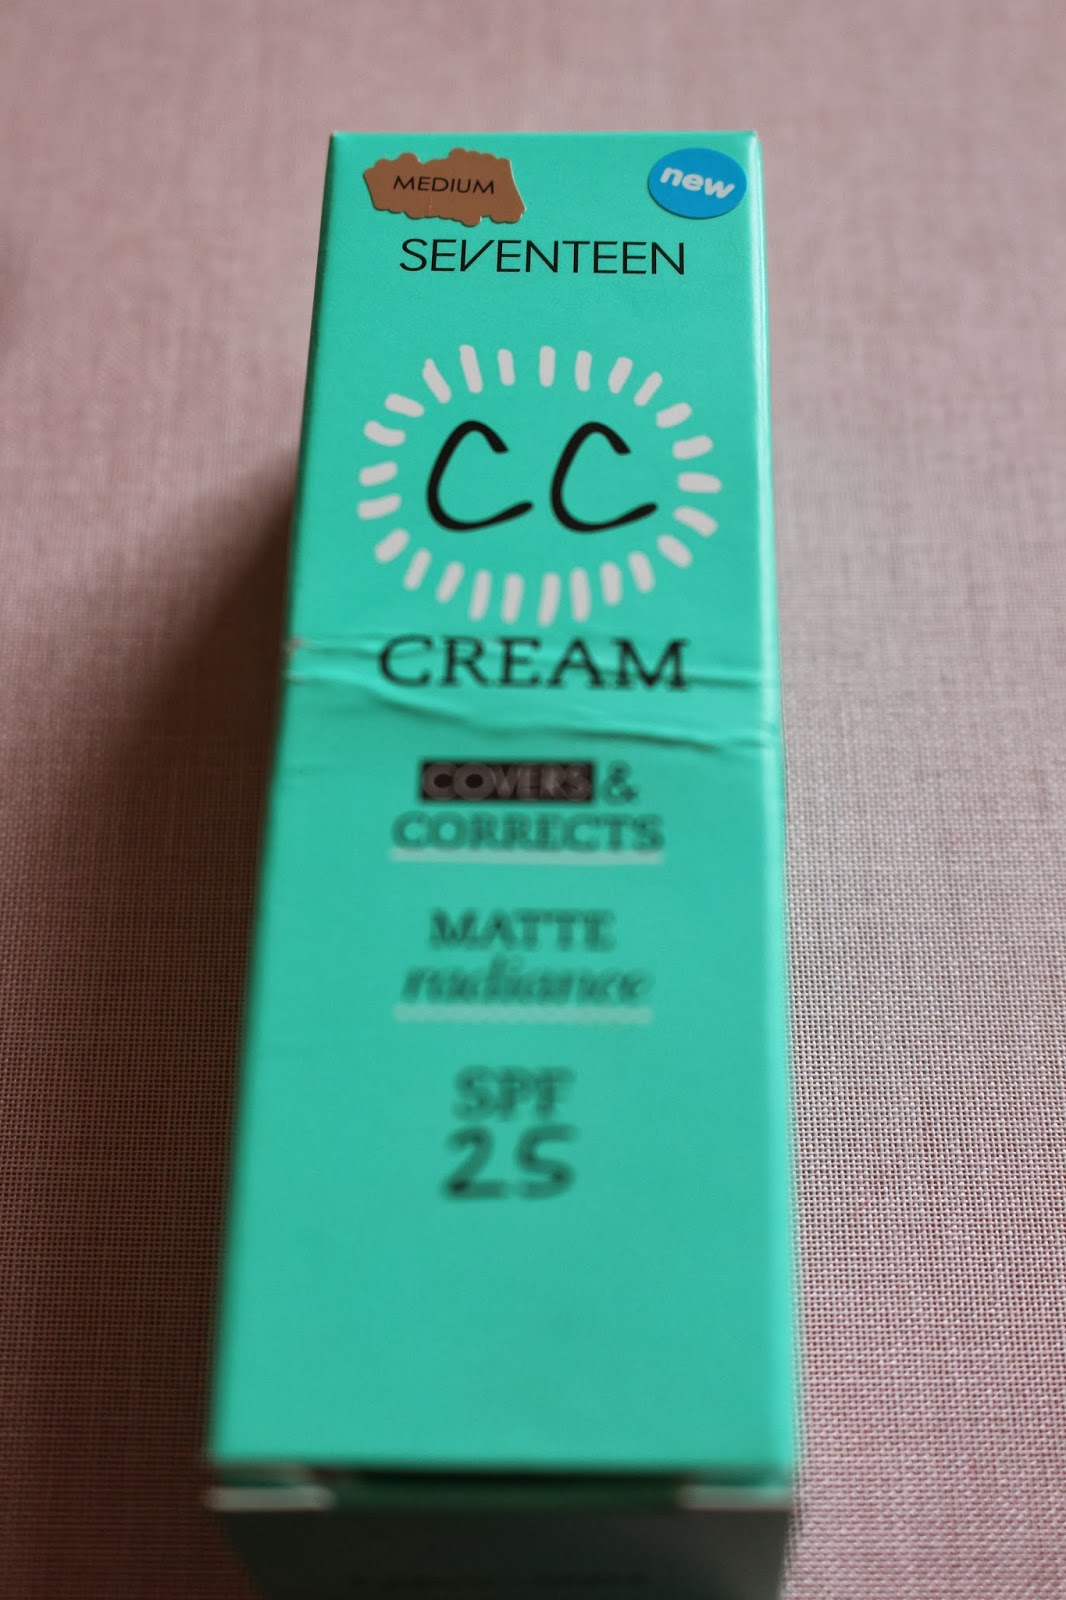 MEDIUM
new
SEVENTEEN
CC
CREAM
COVERS &
CORRECTS
MATTE
radiance
SPF
25